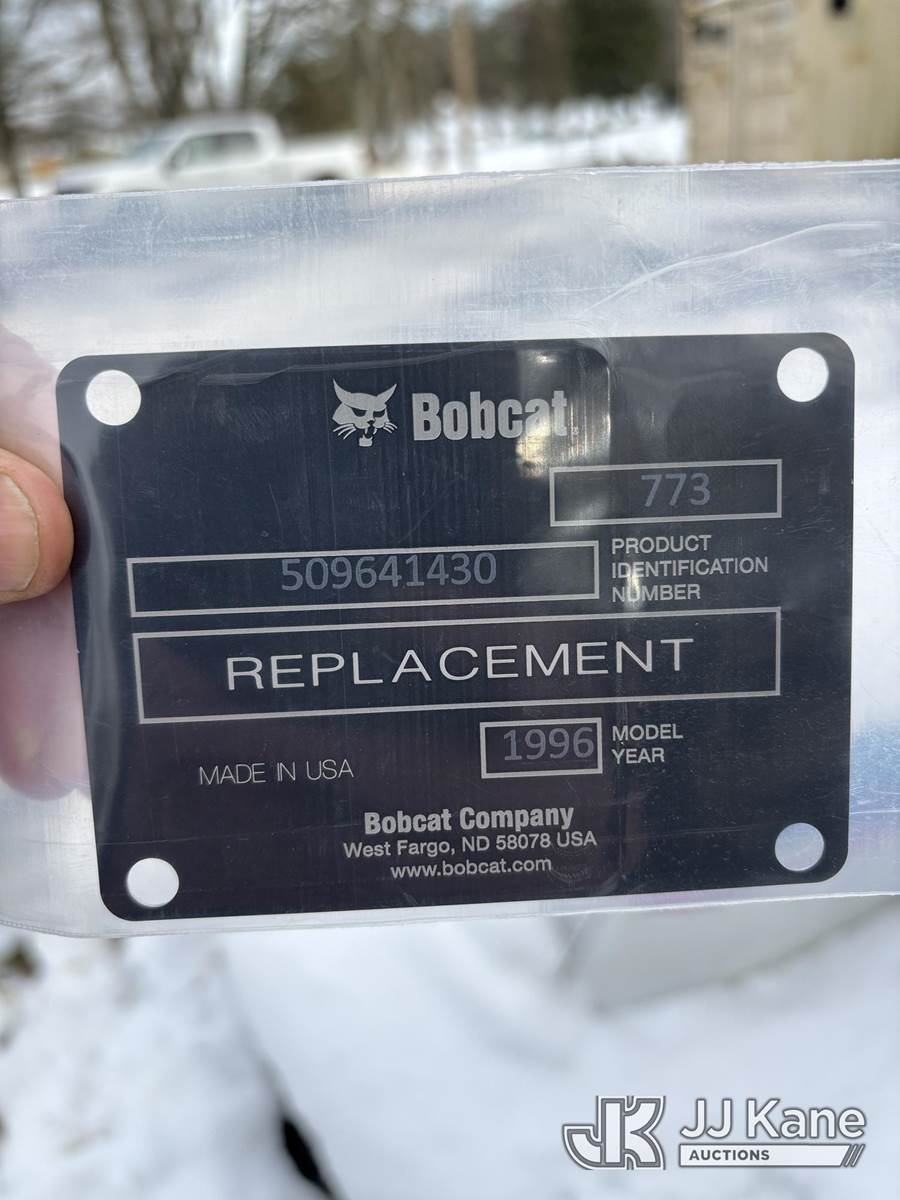 Bobcat
773
509641430
PRODUCT
IDENTIFICATION
NUMBER
REPLACEMENT
1996
MODEL
YEAR
MADE IN USA
Bobcat Company
West Fargo, ND 58078 USA
www.bobcat.com
JK JJ Kane
AUCTIONS